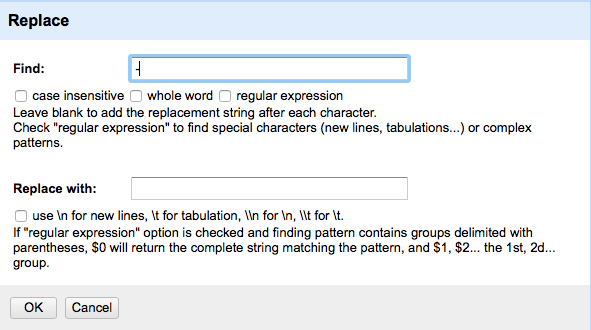 Replace
Find:
-
case insensitive whole word regular expression
Leave blank to add the replacement string after each character.
Check "regular expression" to find special characters (new lines, tabulations...) or complex
patterns.
Replace with:
use \n for new lines, \t for tabulation, \\n for \n, \\t for \t.
If "regular expression" option is checked and finding pattern contains groups delimited with
parentheses, $0 will return the complete string matching the pattern, and $1, $2... the 1st, 2d...
group.
OK Cancel